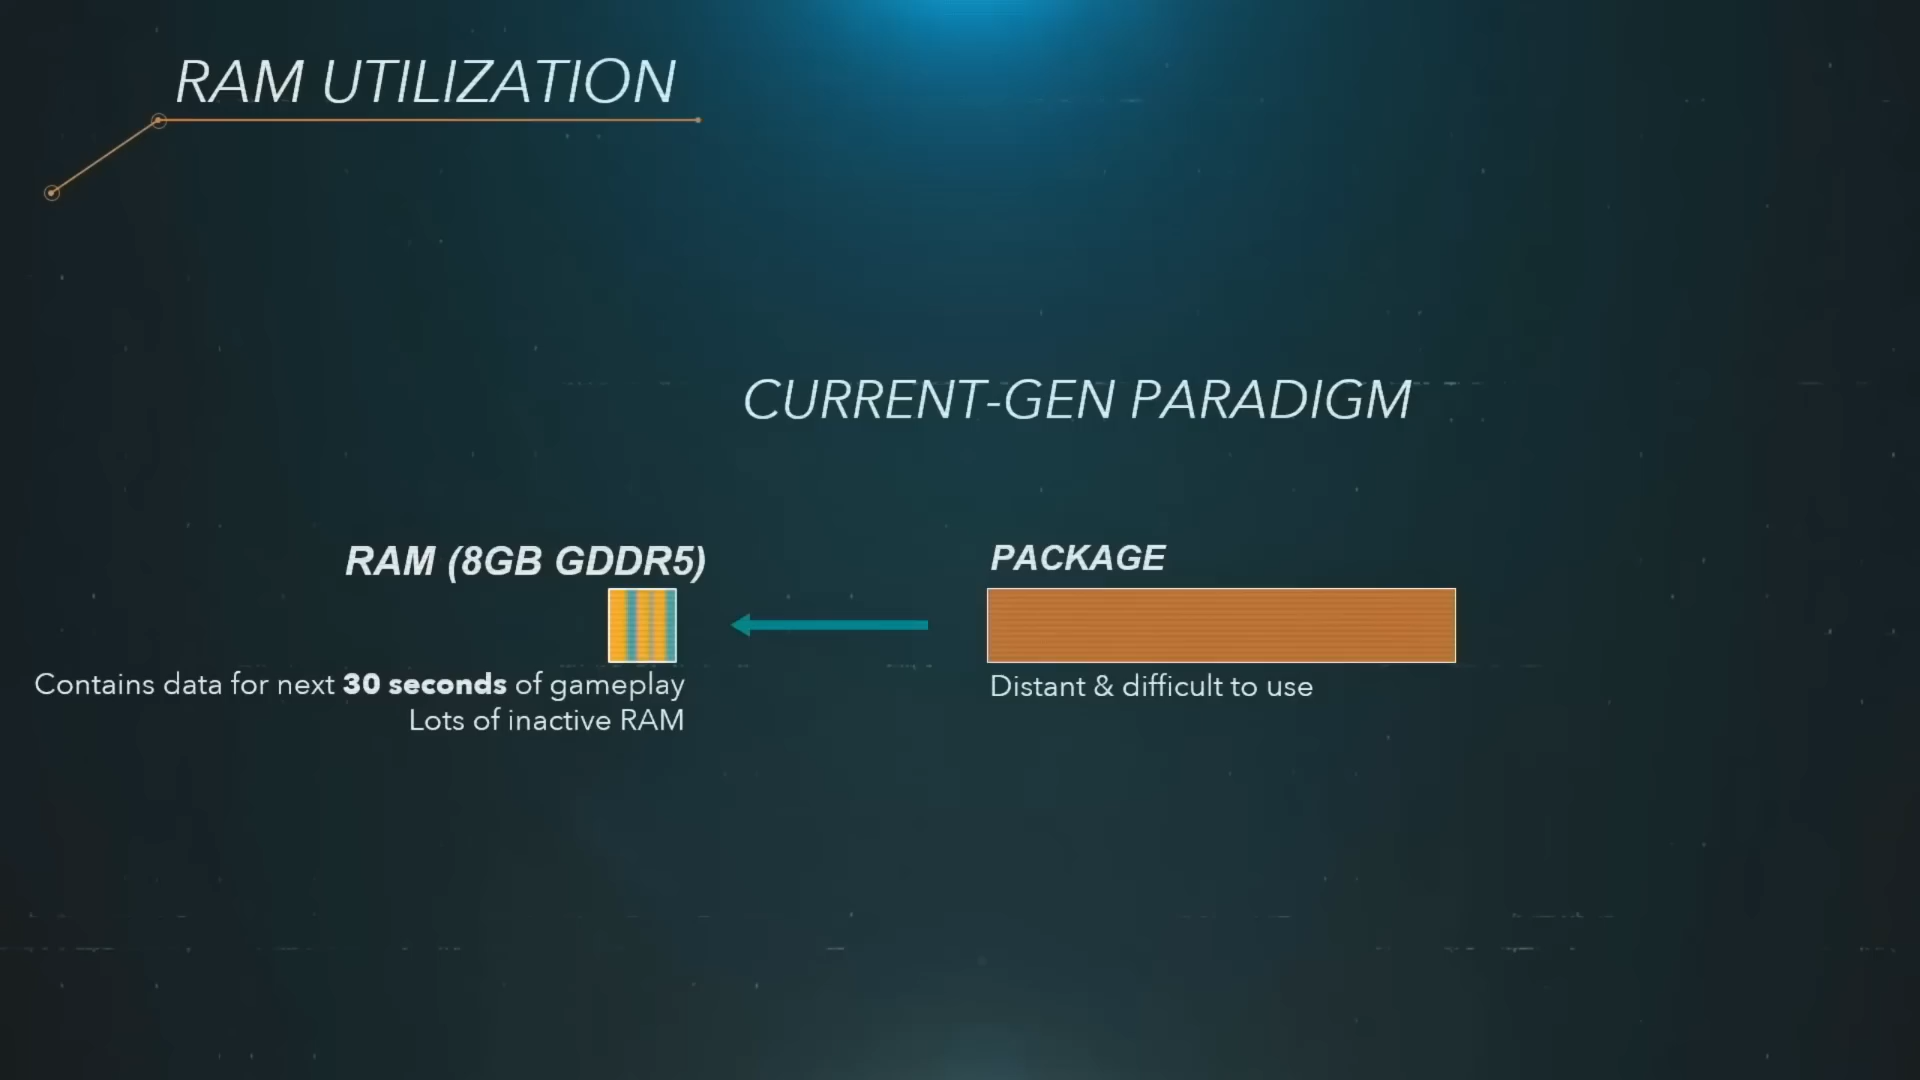 RAM UTILIZATION
CURRENT-GEN PARADIGM
RAM (8GB GDDR5)
Contains data for next 30 seconds of gameplay
Lots of inactive RAM
PACKAGE
Distant & difficult to use